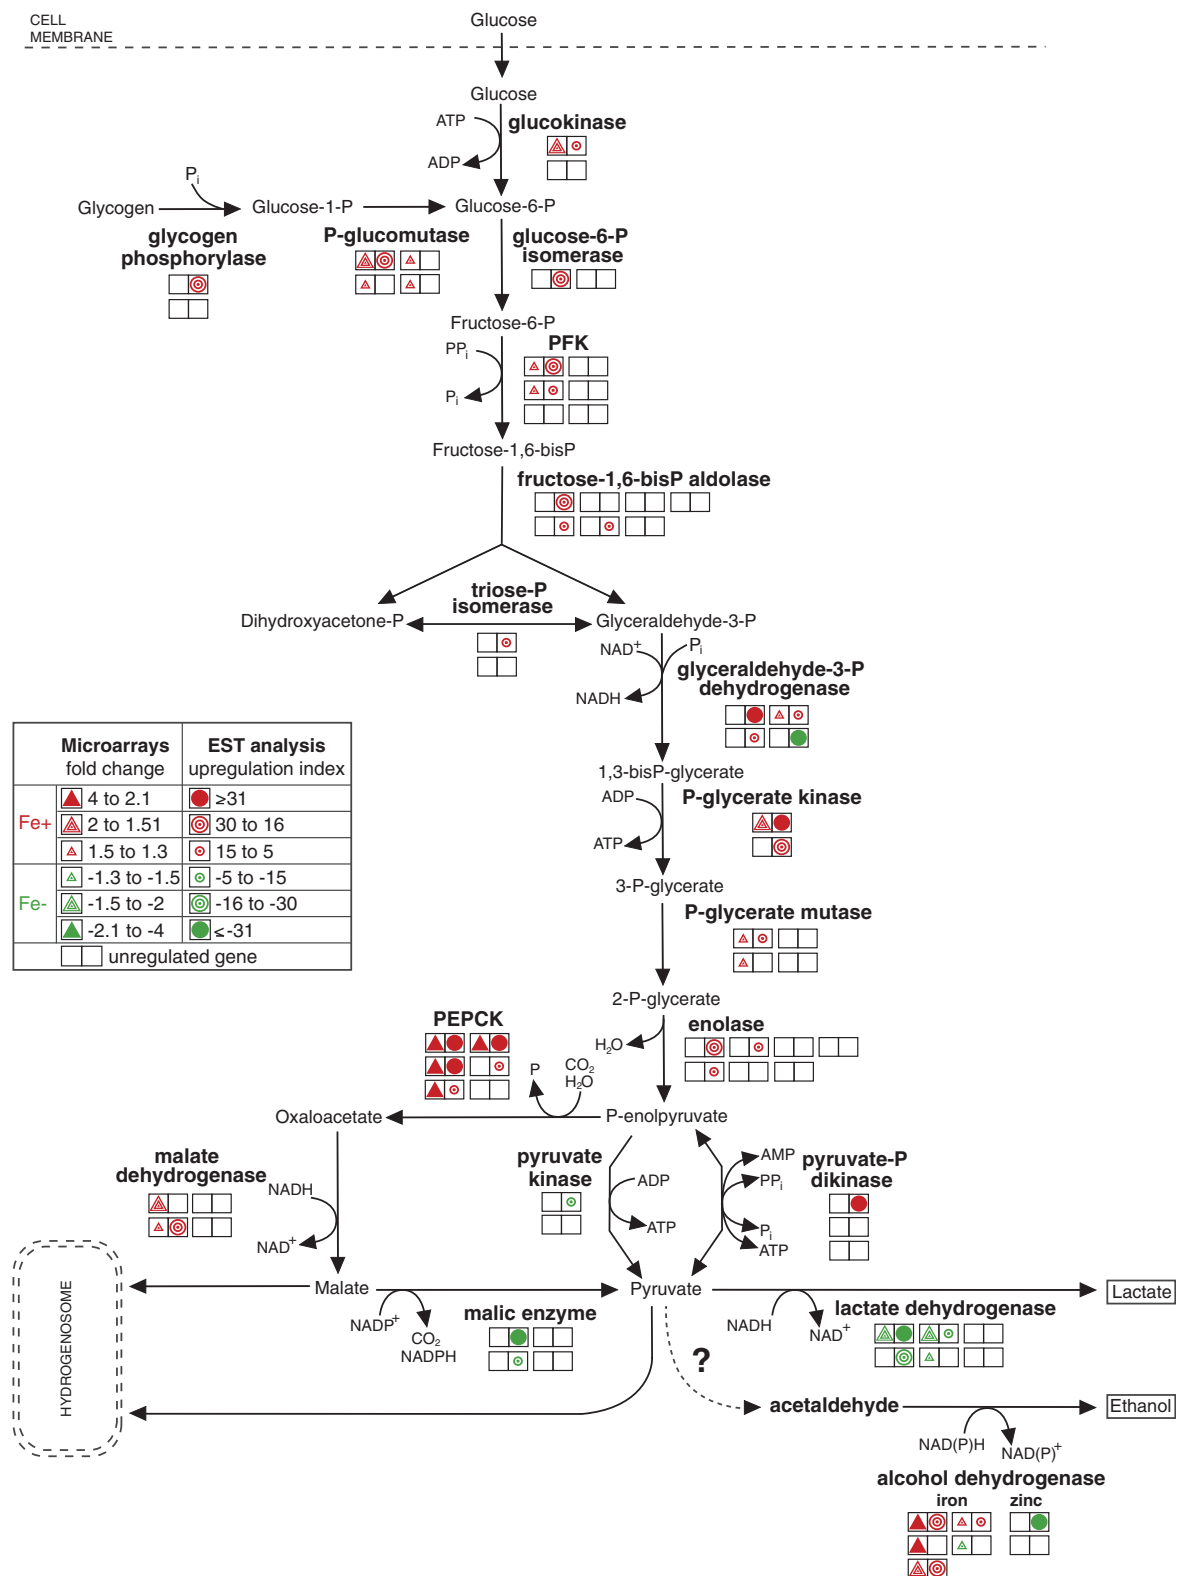 CELL
MEMBRANE
Glucose
Glucose
ATP
glucokinase
ADP
Pi
Glycogen
Glucose-1-P
Glucose-6-P
glycogen
phosphorylase
P-glucomutase
glucose-6-P
isomerase
Fructose-6-P
PPi
PFK
Pi
Fructose-1,6-bisP
fructose-1,6-bisP aldolase
triose-P
isomerase
Dihydroxyacetone-P
Glyceraldehyde-3-P
NAD+
Pi
NADH
glyceraldehyde-3-P
dehydrogenase
Microarrays
fold change
EST analysis
upregulation index
Fe+
4 to 2.1
≥31
2 to 1.51
30 to 16
1.5 to 1.3
15 to 5
Fe-
-1.3 to -1.5
-5 to -15
-1.5 to -2
-16 to -30
-2.1 to -4
≤-31
unregulated gene
1,3-bisP-glycerate
ADP
P-glycerate kinase
ATP
3-P-glycerate
P-glycerate mutase
2-P-glycerate
PEPCK
enolase
H2O
P
CO2
H2O
Oxaloacetate
P-enolpyruvate
malate
dehydrogenase
NADH
NAD+
pyruvate
kinase
ADP
ATP
AMP
PPi
Pi
ATP
pyruvate-P
dikinase
HYDROGENOSOME
Malate
Pyruvate
Lactate
NADP+
CO2
NADPH
malic enzyme
NADH
NAD+
lactate dehydrogenase
?
acetaldehyde
Ethanol
NAD(P)H
NAD(P)+
alcohol dehydrogenase
iron
zinc